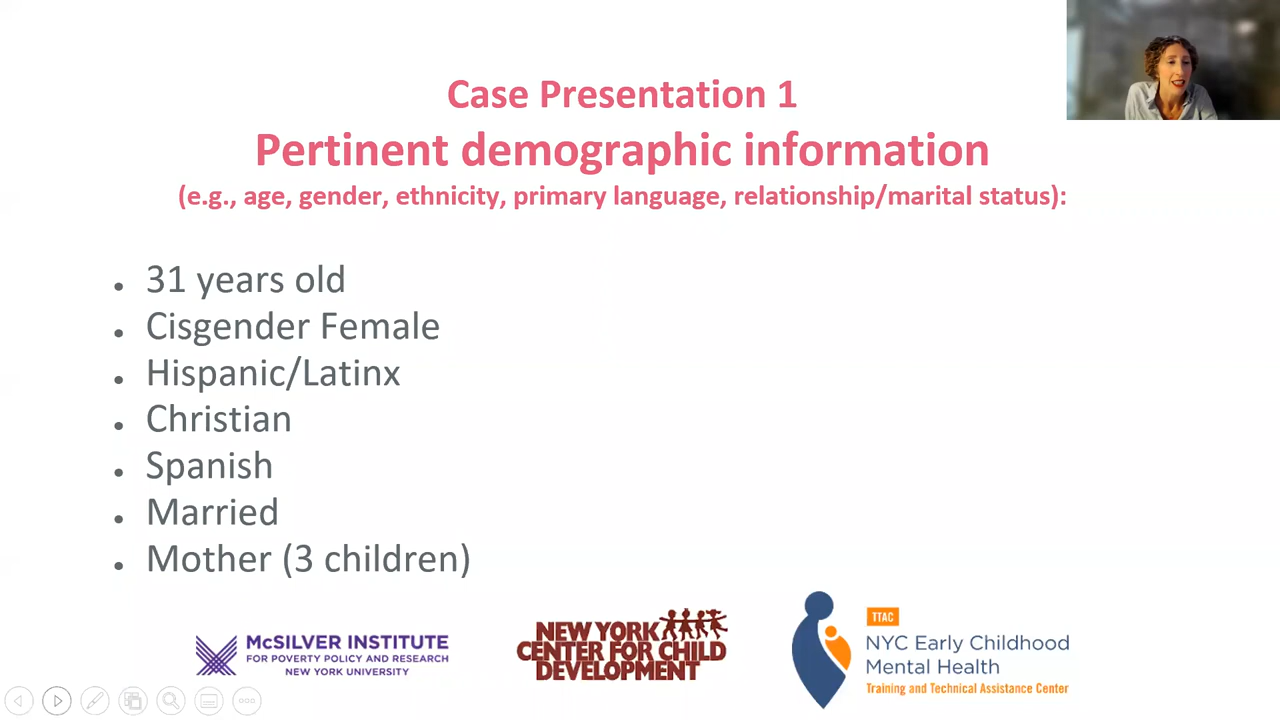 Case Presentation 1
Pertinent demographic information
(e.g., age, gender, ethnicity, primary language, relationship/marital status):
• 31 years old
• Cisgender Female
• Hispanic/Latinx
• Christian
• Spanish
• Married
• Mother (3 children)
McSILVER INSTITUTE
FOR POVERTY POLICY AND RESEARCH
NEW YORK UNIVERSITY
NEW YORK
CENTER FOR CHILD
DEVELOPMENT
TTAC
NYC Early Childhood
Mental Health
Training and Technical Assistance Center